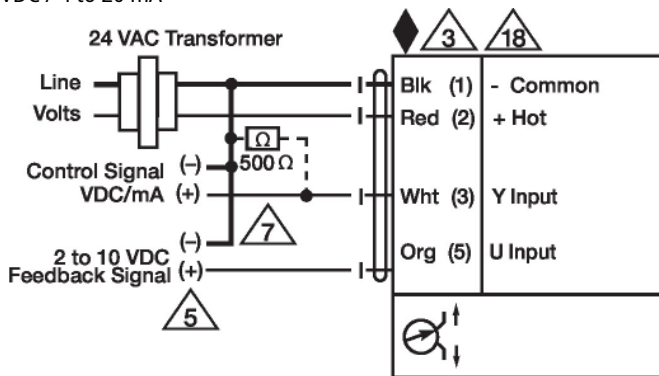 VDC / 4 to 20 mA
24 VAC Transformer
3
18
Line
Volts
Blk (1)
- Common
Red (2)
+ Hot
Ω
500 Ω
Control Signal (–)
VDC/mA (+)
Wht (3)
Y Input
7
(–)
2 to 10 VDC
Feedback Signal (+)
Org (5)
U Input
5